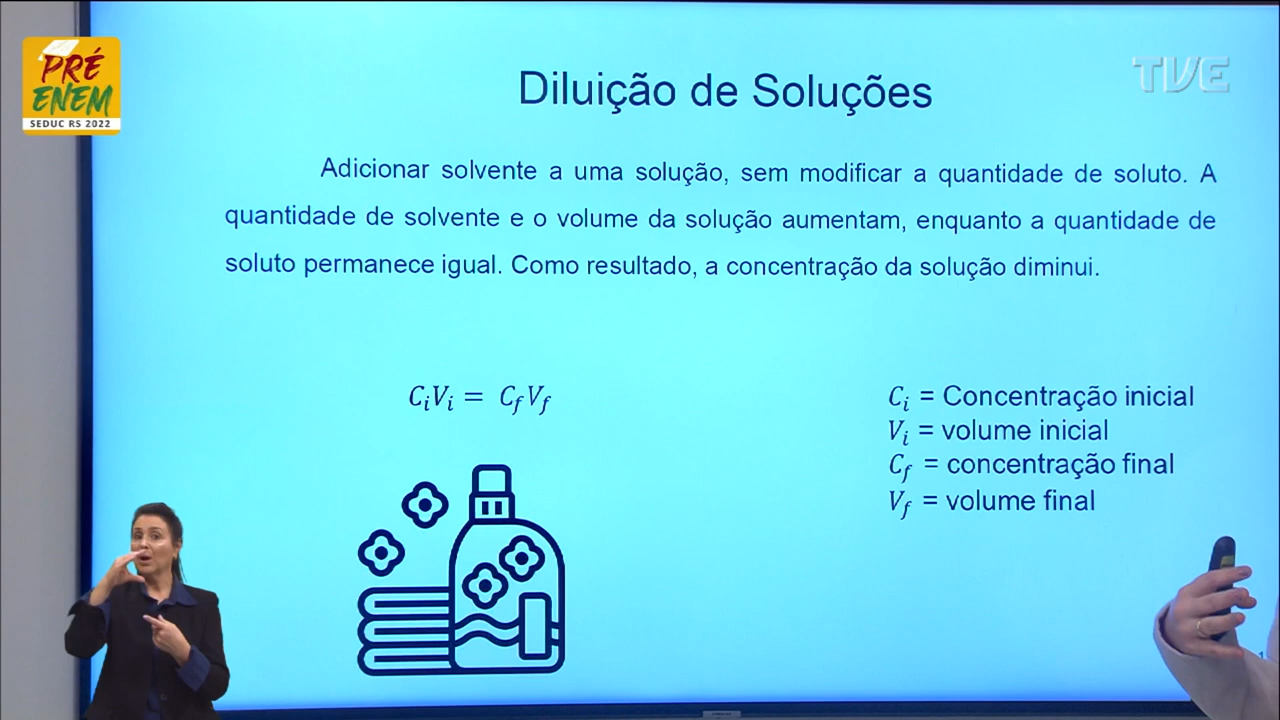 PRÉ
ENEM
SEDUC RS 2022
TVE
Diluição de Soluções
Adicionar solvente a uma solução, sem modificar a quantidade de soluto. A
quantidade de solvente e o volume da solução aumentam, enquanto a quantidade de
soluto permanece igual. Como resultado, a concentração da solução diminui.
CᵢVᵢ = C_f V_f
Cᵢ = Concentração inicial
Vᵢ = volume inicial
C_f = concentração final
V_f = volume final